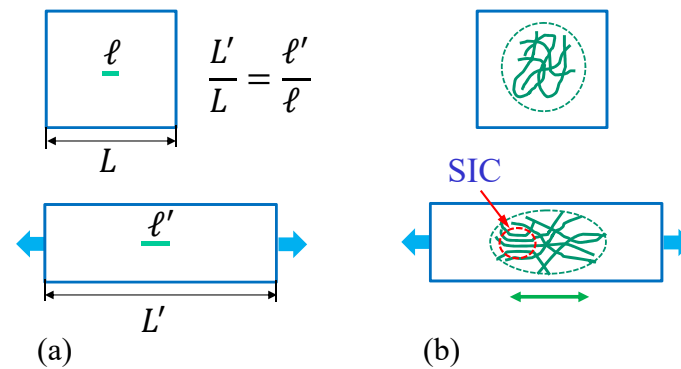 ℓ
L′/L = ℓ′/ℓ
L
SIC
ℓ′
L′
(a)
(b)